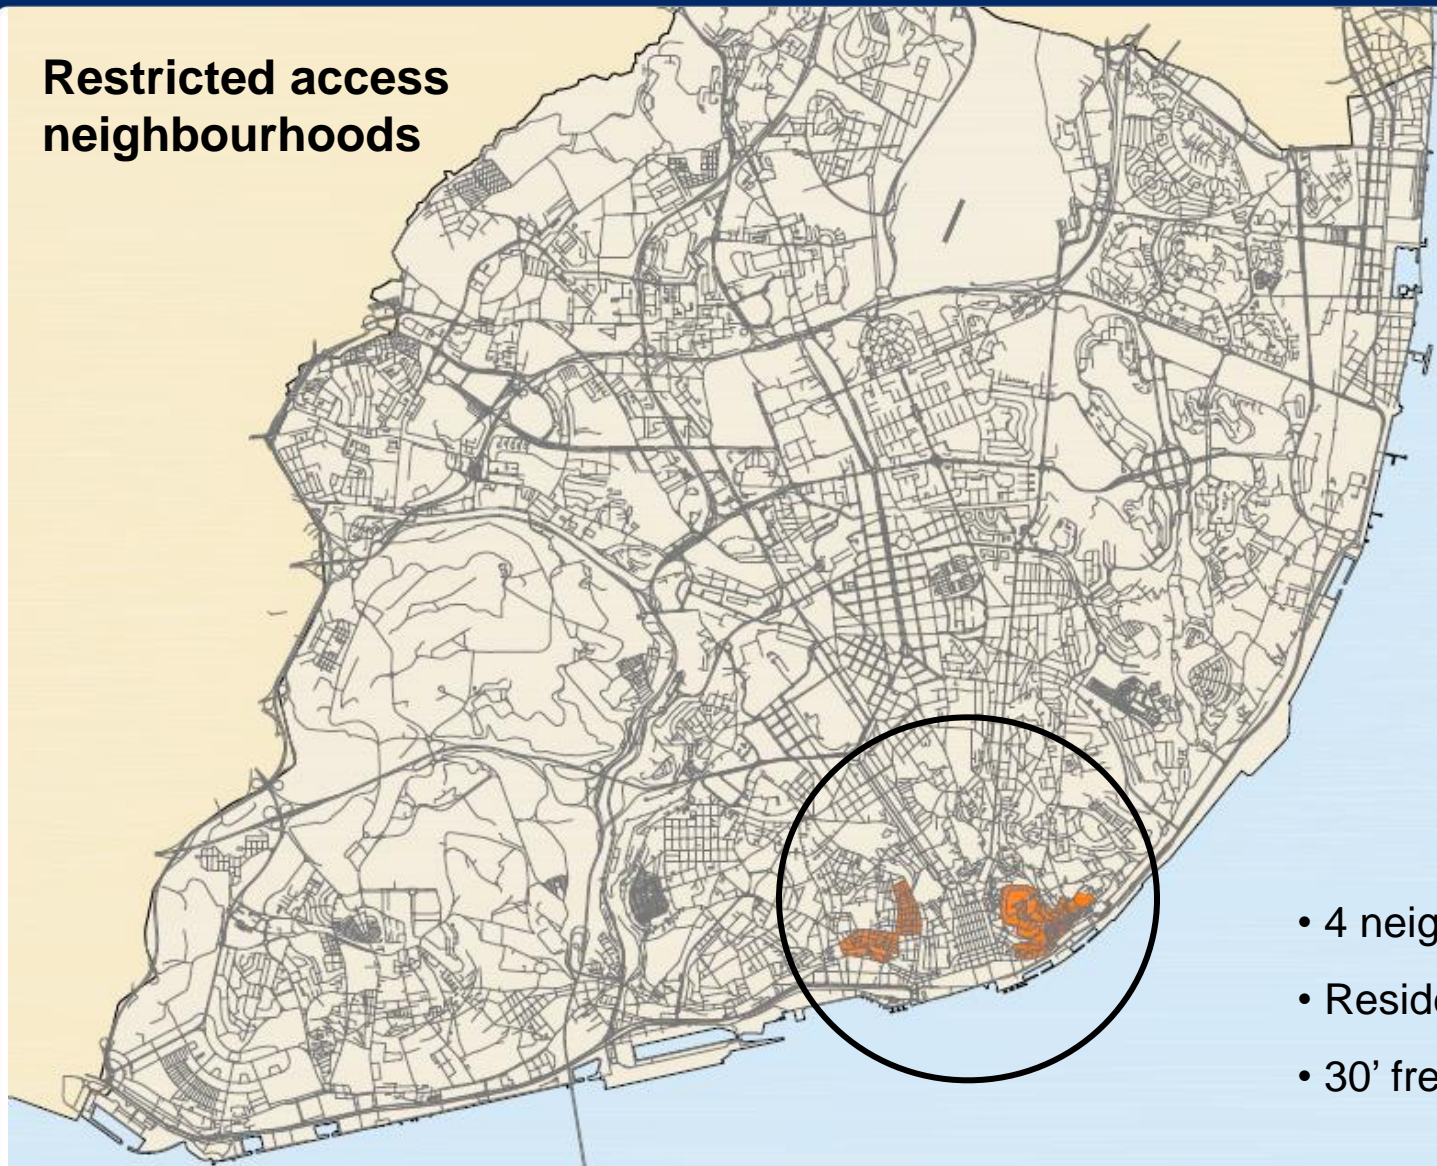 Restricted access
neighbourhoods
• 4 neig
• Reside
• 30’ fre